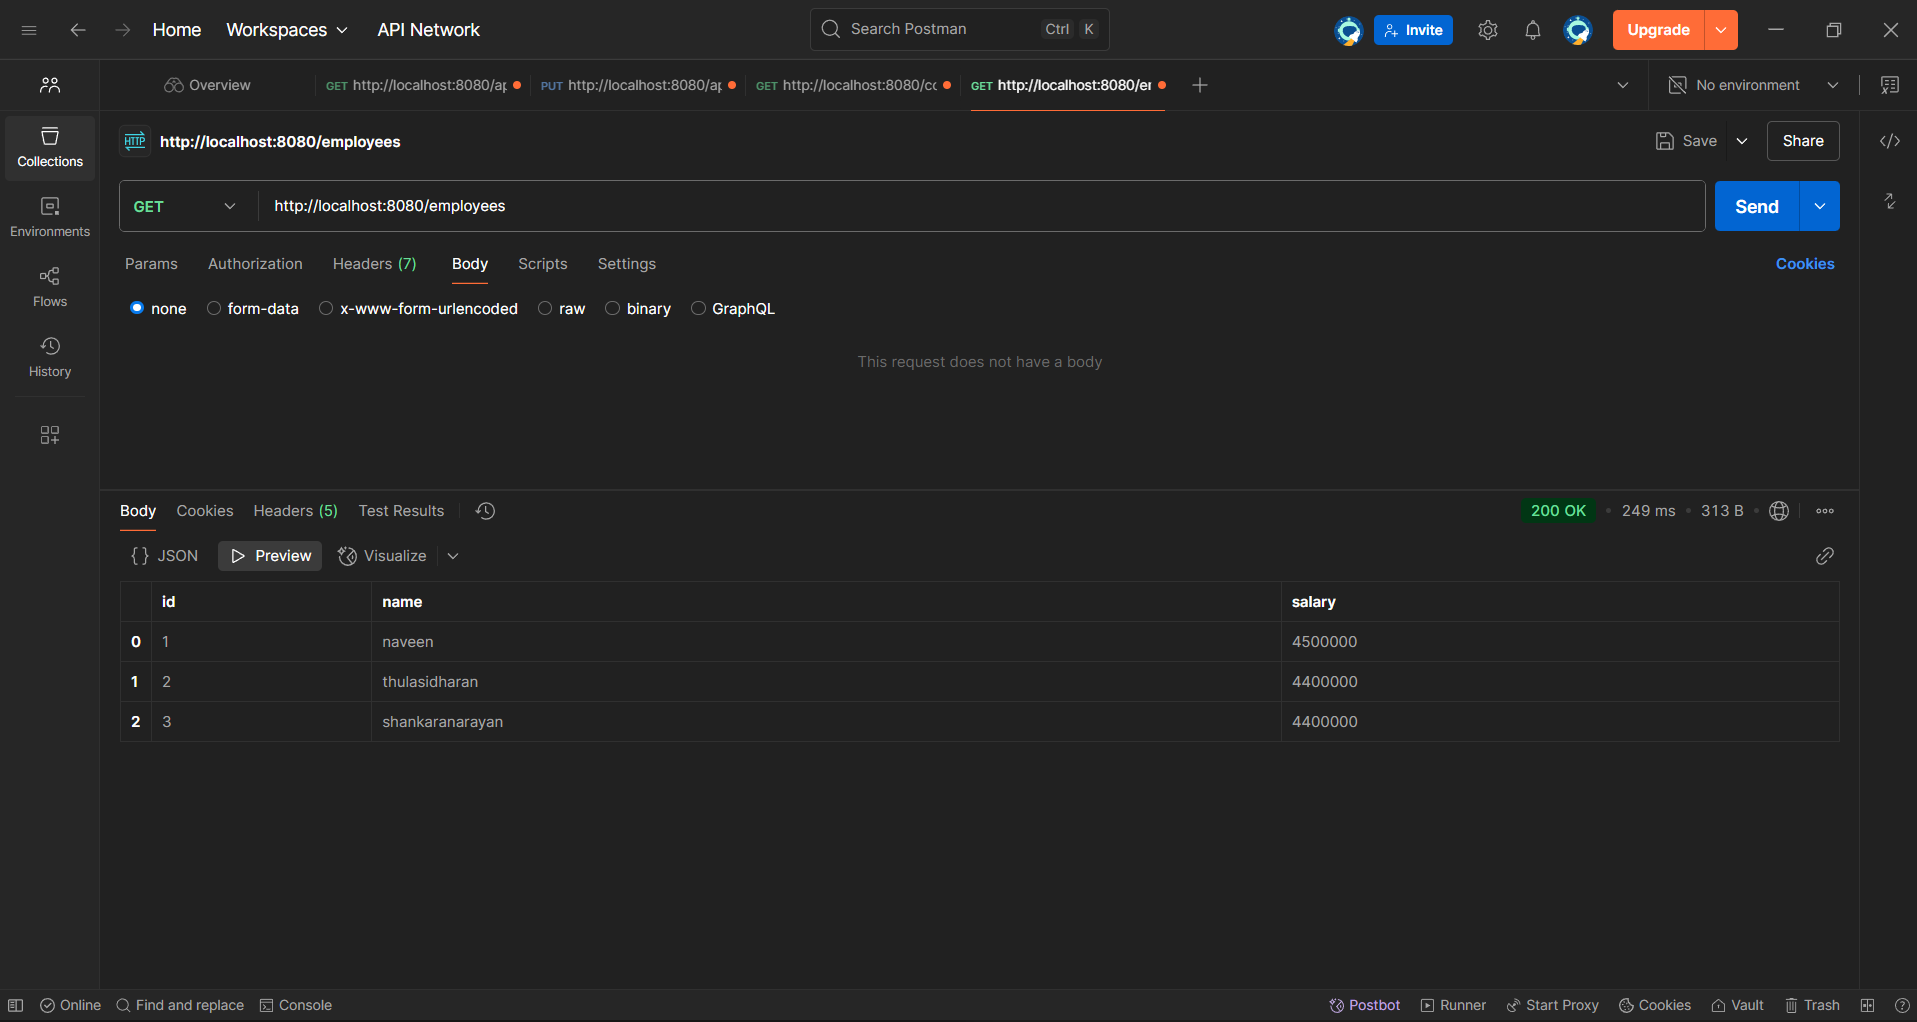 Home Workspaces API Network Search Postman Ctrl K Invite Upgrade
Overview GET http://localhost:8080/ap PUT http://localhost:8080/ap GET http://localhost:8080/co GET http://localhost:8080/em No environment
HTTP http://localhost:8080/employees Save Share
Collections
GET http://localhost:8080/employees Send
Environments
Params Authorization Headers (7) Body Scripts Settings Cookies
Flows
none form-data x-www-form-urlencoded raw binary GraphQL
History
This request does not have a body
Body Cookies Headers (5) Test Results 200 OK • 249 ms • 313 B •
{} JSON Preview Visualize
id name salary
0 1 naveen 4500000
1 2 thulasidharan 4400000
2 3 shankaranarayan 4400000
Online Find and replace Console Postbot Runner Start Proxy Cookies Vault Trash